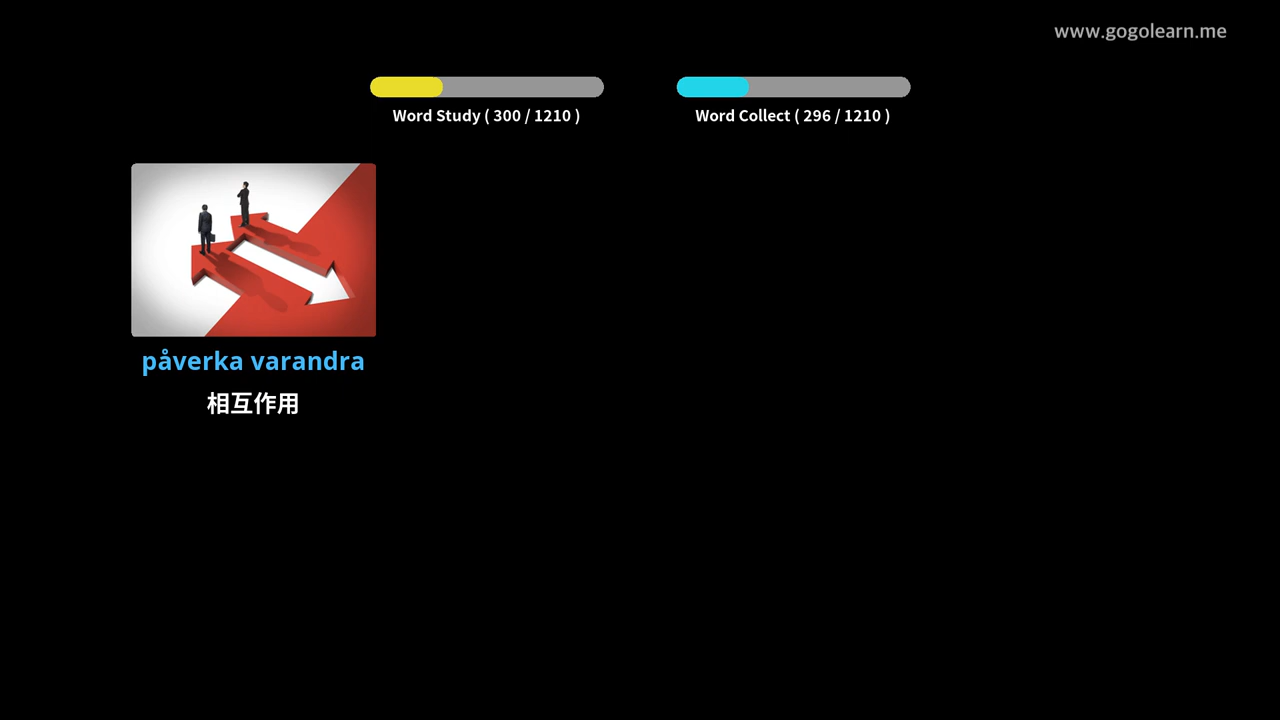 www.gogolearn.me
Word Study ( 300 / 1210 )
Word Collect ( 296 / 1210 )
påverka varandra
相互作用